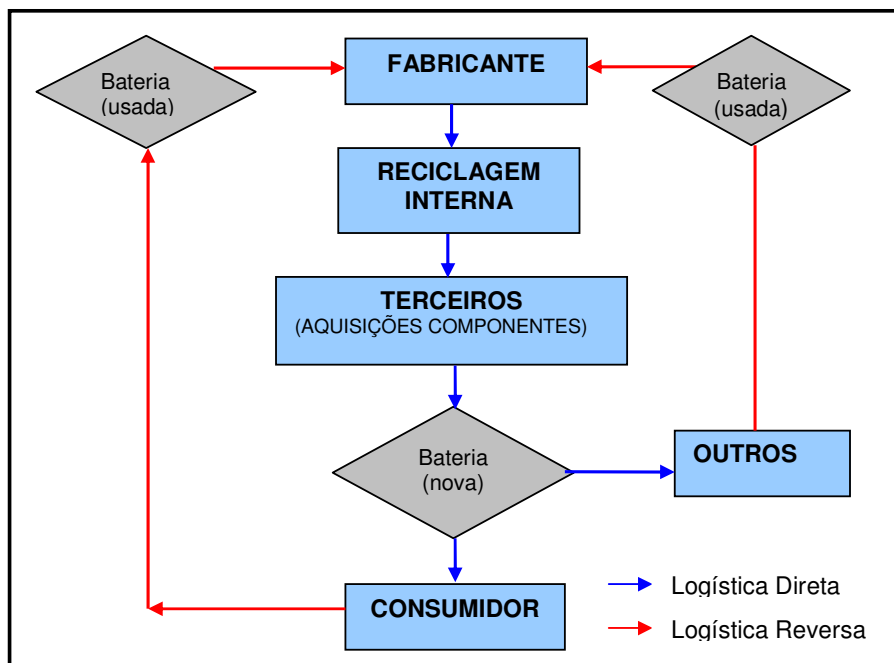 Bateria
(usada)
FABRICANTE
Bateria
(usada)
RECICLAGEM
INTERNA
TERCEIROS
(AQUISIÇÕES COMPONENTES)
Bateria
(nova)
OUTROS
CONSUMIDOR
Logística Direta
Logística Reversa